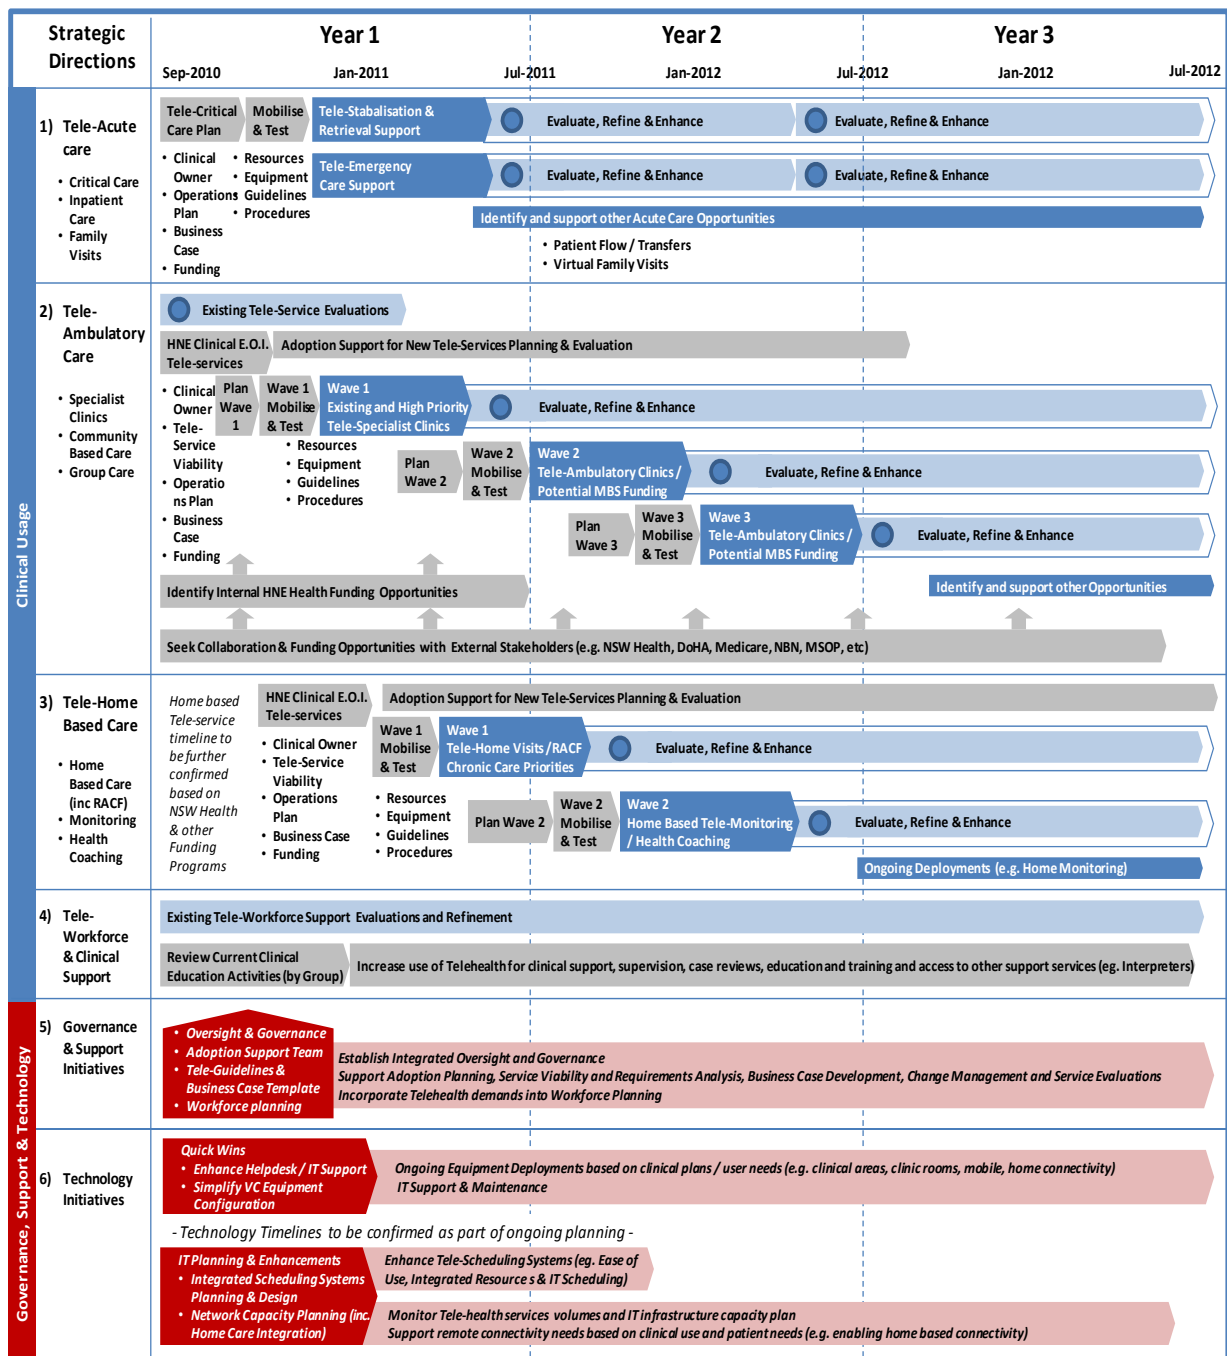 Strategic
Directions
Year 1
Year 2
Year 3
Sep-2010
Jan-2011
Jul-2011
Jan-2012
Jul-2012
Jan-2012
Jul-2012
Clinical Usage
1) Tele-Acute
care
• Critical Care
• Inpatient
Care
• Family
Visits
Tele-Critical
Care Plan
Mobilise
& Test
Tele-Stabalisation &
Retrieval Support
Evaluate, Refine & Enhance
Evaluate, Refine & Enhance
• Clinical
Owner
• Operations
Plan
• Business
Case
• Funding
• Resources
• Equipment
• Guidelines
• Procedures
Tele-Emergency
Care Support
Evaluate, Refine & Enhance
Evaluate, Refine & Enhance
Identify and support other Acute Care Opportunities
• Patient Flow / Transfers
• Virtual Family Visits
2) Tele-
Ambulatory
Care
• Specialist
Clinics
• Community
Based Care
• Group Care
Existing Tele-Service Evaluations
HNE Clinical E.O.I.
Tele-services
Adoption Support for New Tele-Services Planning & Evaluation
• Clinical
Owner
• Tele-
Service
Viability
• Operatio
ns Plan
• Business
Case
• Funding
Plan
Wave
1
Wave 1
Mobilise
& Test
Wave 1
Existing and High Priority
Tele-Specialist Clinics
Evaluate, Refine & Enhance
• Resources
• Equipment
• Guidelines
• Procedures
Plan
Wave 2
Wave 2
Mobilise
& Test
Wave 2
Tele-Ambulatory Clinics /
Potential MBS Funding
Evaluate, Refine & Enhance
Plan
Wave 3
Wave 3
Mobilise
& Test
Wave 3
Tele-Ambulatory Clinics /
Potential MBS Funding
Evaluate, Refine & Enhance
Identify Internal HNE Health Funding Opportunities
Identify and support other Opportunities
Seek Collaboration & Funding Opportunities with External Stakeholders (e.g. NSW Health, DoHA, Medicare, NBN, MSOP, etc)
3) Tele-Home
Based Care
• Home
Based Care
(inc RACF)
• Monitoring
• Health
Coaching
Home based
Tele-service
timeline to
be further
confirmed
based on
NSW Health
& other
Funding
Programs
HNE Clinical E.O.I.
Tele-services
Adoption Support for New Tele-Services Planning & Evaluation
• Clinical Owner
• Tele-Service
Viability
• Operations
Plan
• Business Case
• Funding
Wave 1
Mobilise
& Test
Wave 1
Tele-Home Visits /RACF
Chronic Care Priorities
Evaluate, Refine & Enhance
• Resources
• Equipment
• Guidelines
• Procedures
Plan Wave 2
Wave 2
Mobilise
& Test
Wave 2
Home Based Tele-Monitoring
/ Health Coaching
Evaluate, Refine & Enhance
Ongoing Deployments (e.g. Home Monitoring)
4) Tele-
Workforce
& Clinical
Support
Existing Tele-Workforce Support Evaluations and Refinement
Review Current Clinical
Education Activities (by Group)
Increase use of Telehealth for clinical support, supervision, case reviews, education and training and access to other support services (eg. Interpreters)
Governance, Support & Technology
5) Governance
& Support
Initiatives
• Oversight & Governance
• Adoption Support Team
• Tele-Guidelines &
Business Case Template
• Workforce planning
Establish Integrated Oversight and Governance
Support Adoption Planning, Service Viability and Requirements Analysis, Business Case Development, Change Management and Service Evaluations
Incorporate Telehealth demands into Workforce Planning
6) Technology
Initiatives
Quick Wins
• Enhance Helpdesk / IT Support
• Simplify VC Equipment
Configuration
Ongoing Equipment Deployments based on clinical plans / user needs (e.g. clinical areas, clinic rooms, mobile, home connectivity)
IT Support & Maintenance
- Technology Timelines to be confirmed as part of ongoing planning -
IT Planning & Enhancements
• Integrated Scheduling Systems
Planning & Design
• Network Capacity Planning (inc.
Home Care Integration)
Enhance Tele-Scheduling Systems (eg. Ease of
Use, Integrated Resource s & IT Scheduling)
Monitor Tele-health services volumes and IT infrastructure capacity plan
Support remote connectivity needs based on clinical use and patient needs (e.g. enabling home based connectivity)